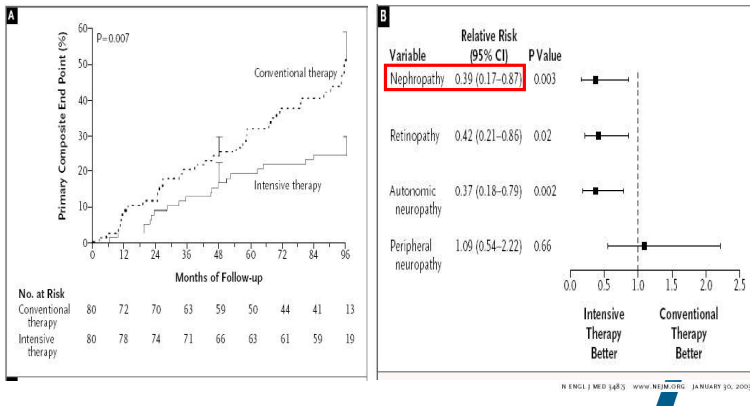 A
P=0.007
Primary Composite End Point (%)
60
50
40
30
20
10
0
Conventional therapy
Intensive therapy
0 12 24 36 48 60 72 84 96
Months of Follow-up
No. at Risk
Conventional therapy 80 72 70 63 59 50 44 41 13
Intensive therapy 80 78 74 71 66 63 61 59 19
B
Variable Relative Risk (95% CI) P Value
Nephropathy 0.39 (0.17–0.87) 0.003
Retinopathy 0.42 (0.21–0.86) 0.02
Autonomic neuropathy 0.37 (0.18–0.79) 0.002
Peripheral neuropathy 1.09 (0.54–2.22) 0.66
0.0 0.5 1.0 1.5 2.0 2.5
Intensive Therapy Better
Conventional Therapy Better
N ENGL J MED 348;5 WWW.NEJM.ORG JANUARY 30, 2003